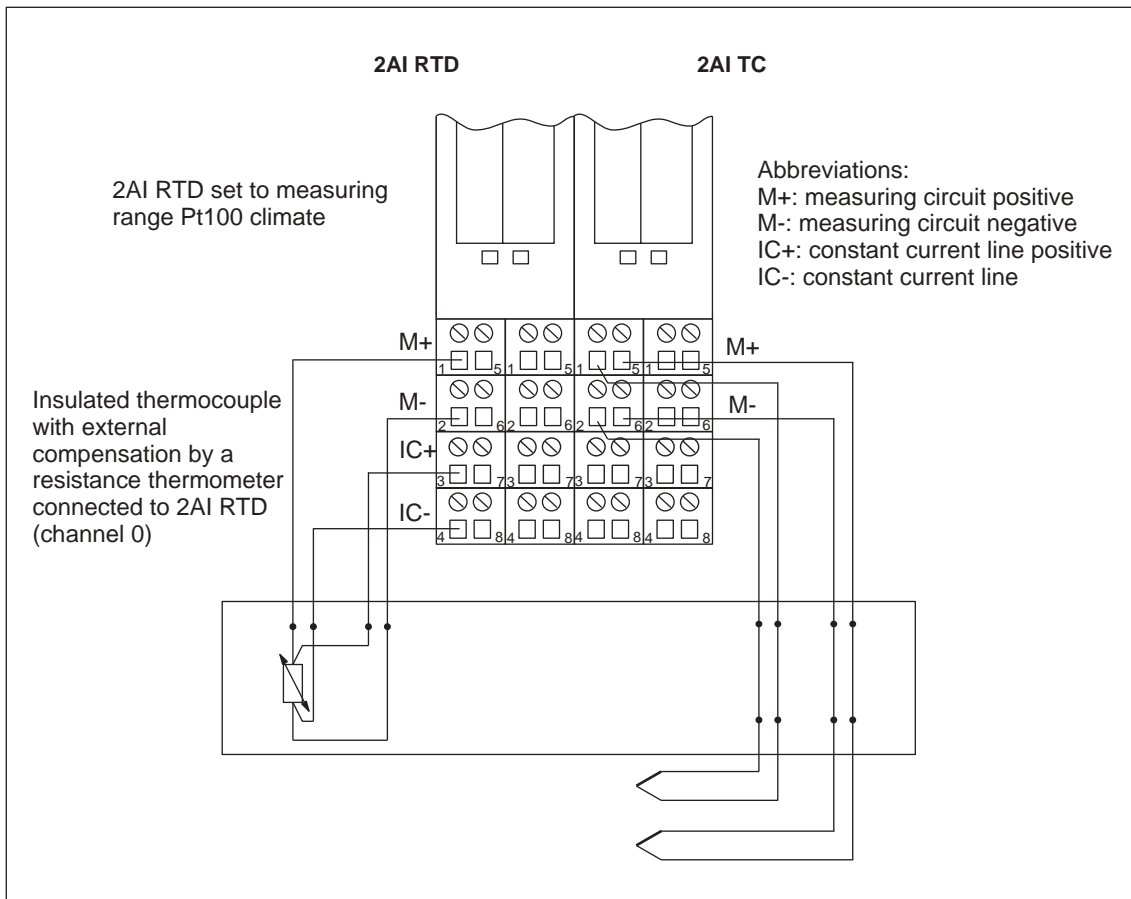 2AI RTD
2AI TC
2AI RTD set to measuring
range Pt100 climate
Abbreviations:
M+: measuring circuit positive
M-: measuring circuit negative
IC+: constant current line positive
IC-: constant current line
Insulated thermocouple
with external
compensation by a
resistance thermometer
connected to 2AI RTD
(channel 0)
M+
1 5 1 5 1 5 1 5
M+
M-
2 6 2 6 2 6 2 6
M-
IC+
3 7 3 7 3 7 3 7
IC-
4 8 4 8 4 8 4 8